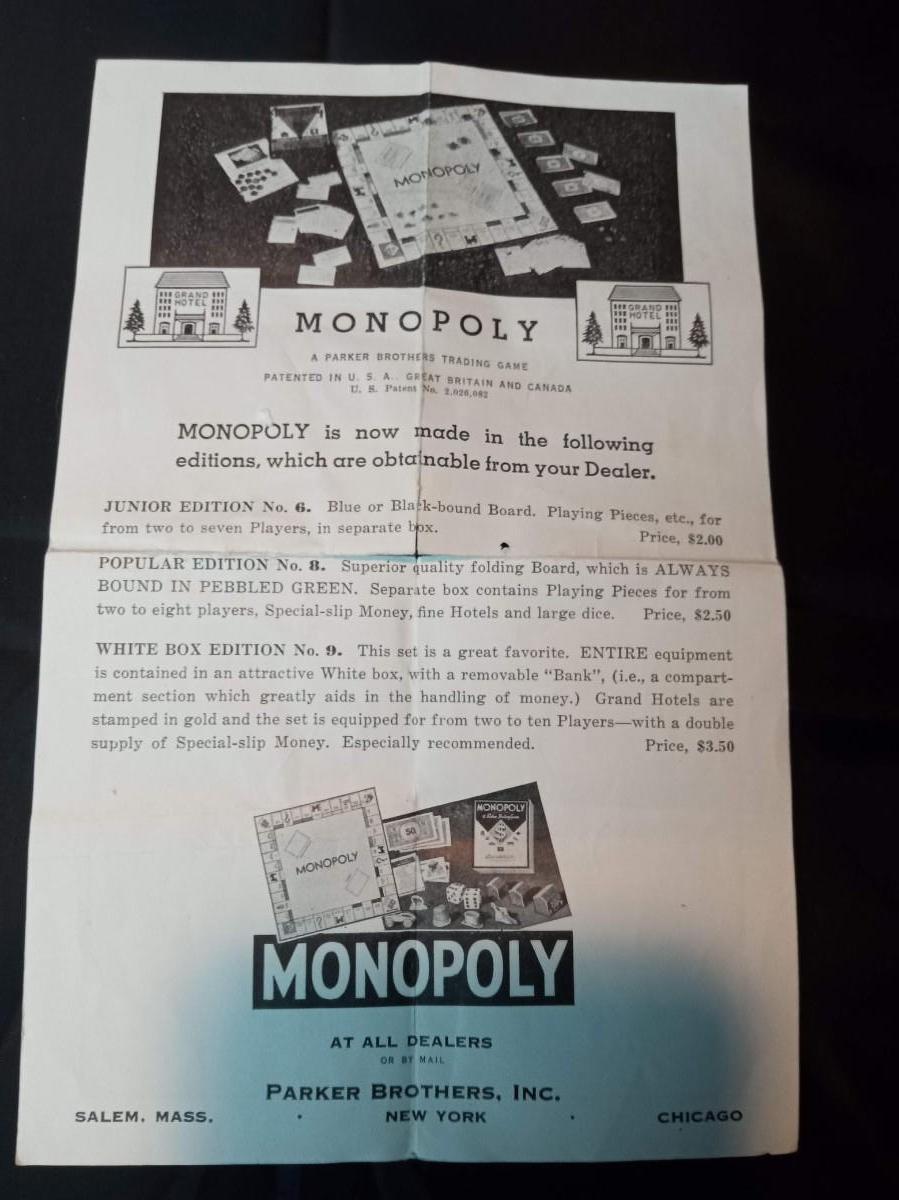 MONOPOLY
GRAND
HOTEL
GRAND
HOTEL
MONOPOLY
A PARKER BROTHERS TRADING GAME
PATENTED IN U. S. A., GREAT BRITAIN AND CANADA
U. S. Patent No. 2,026,082
MONOPOLY is now made in the following
editions, which are obtainable from your Dealer.
JUNIOR EDITION No. 6. Blue or Black-bound Board. Playing Pieces, etc., for
from two to seven Players, in separate box. Price, $2.00
POPULAR EDITION No. 8. Superior quality folding Board, which is ALWAYS
BOUND IN PEBBLED GREEN. Separate box contains Playing Pieces for from
two to eight players, Special-slip Money, fine Hotels and large dice. Price, $2.50
WHITE BOX EDITION No. 9. This set is a great favorite. ENTIRE equipment
is contained in an attractive White box, with a removable "Bank", (i.e., a compart-
ment section which greatly aids in the handling of money.) Grand Hotels are
stamped in gold and the set is equipped for from two to ten Players—with a double
supply of Special-slip Money. Especially recommended. Price, $3.50
MONOPOLY
50
MONOPOLY
MONOPOLY
AT ALL DEALERS
OR BY MAIL
PARKER BROTHERS, INC.
SALEM, MASS. · NEW YORK · CHICAGO